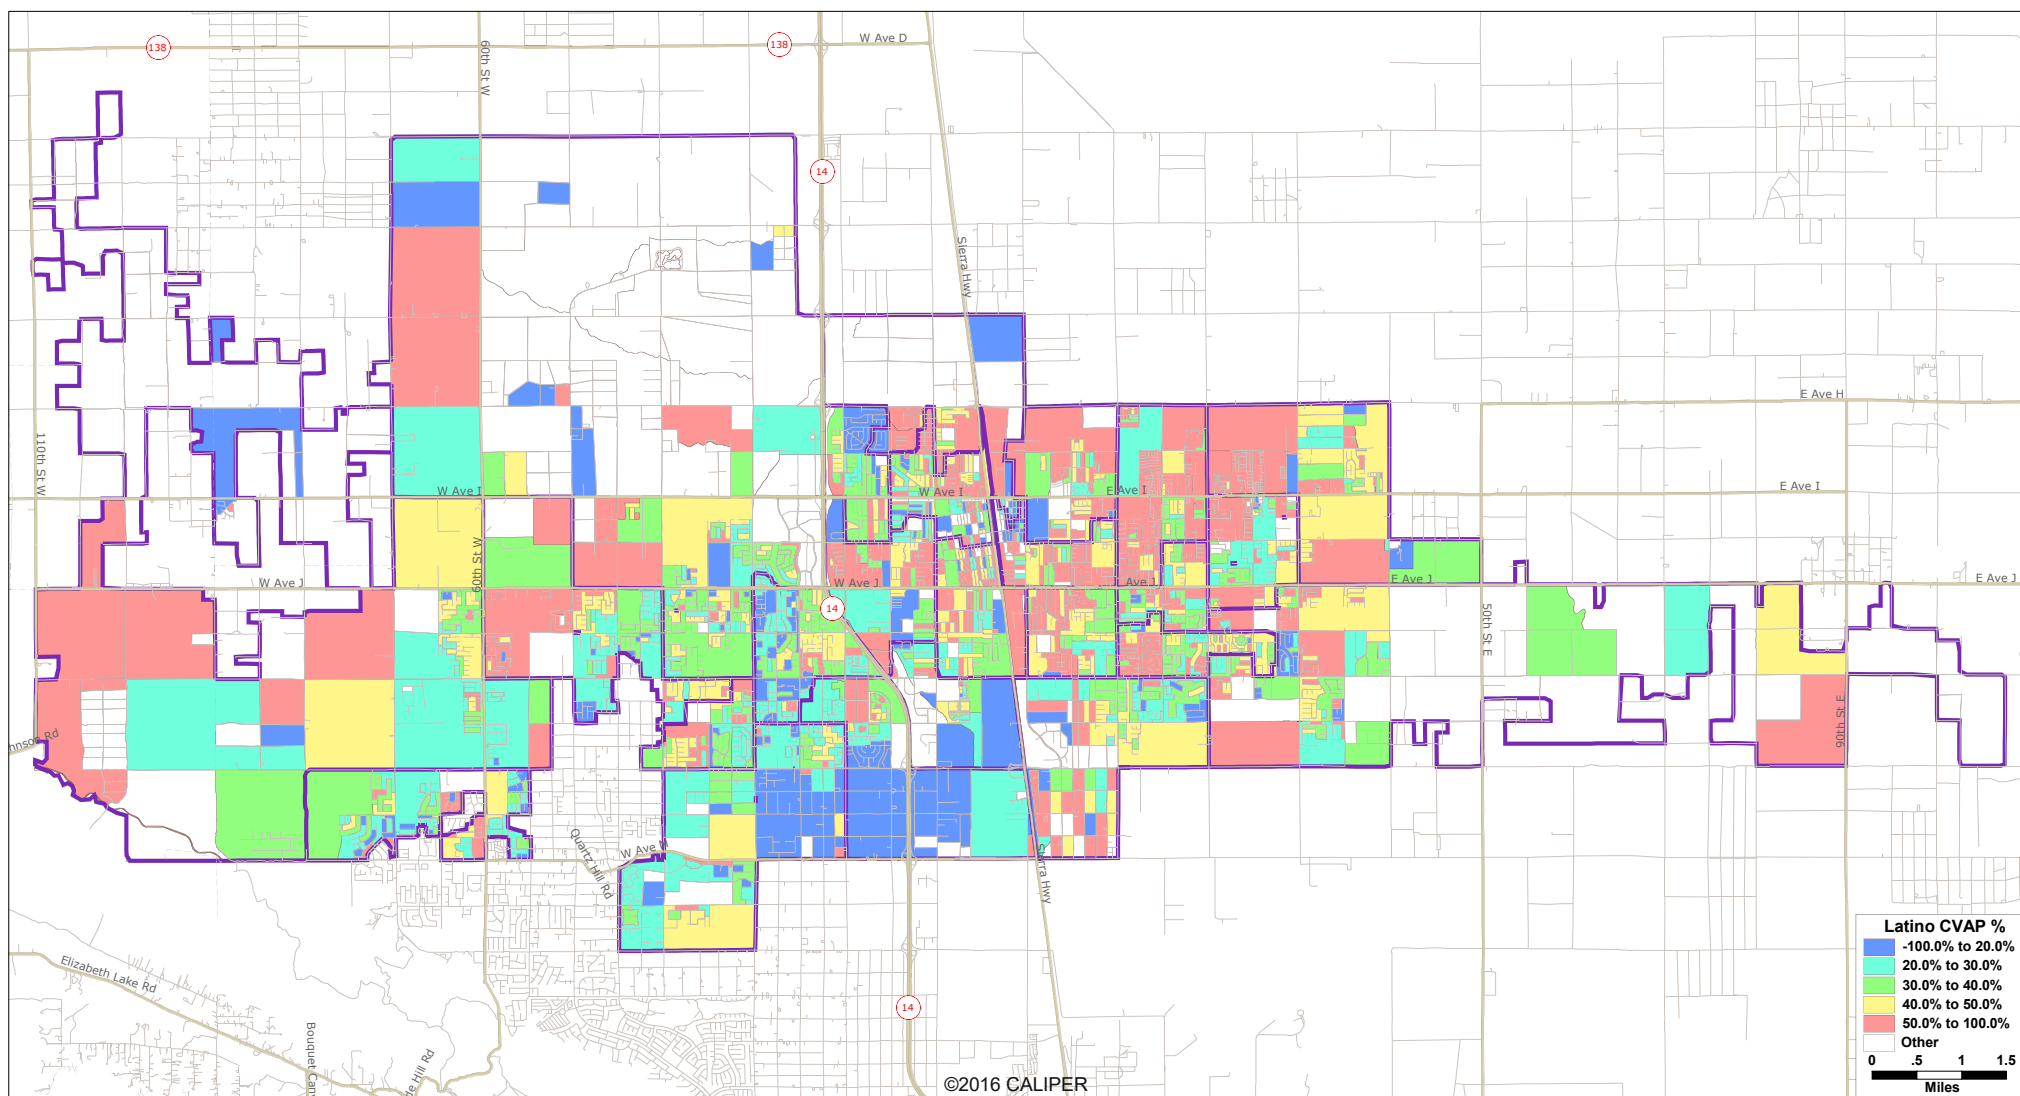 138
138
W Ave D
60th St W
14
Sierra Hwy
E Ave H
110th St W
W Ave I
W Ave I
E Ave I
E Ave I
60th St W
W Ave J
W Ave J
E Ave J
E Ave J
14
50th St E
90th St E
Quartz Hill Rd
W Ave M
Sierra Hwy
Elizabeth Lake Rd
14
Bouquet Can
Hill Rd
©2016 CALIPER
Latino CVAP %
-100.0% to 20.0%
20.0% to 30.0%
30.0% to 40.0%
40.0% to 50.0%
50.0% to 100.0%
Other
0 .5 1 1.5
Miles